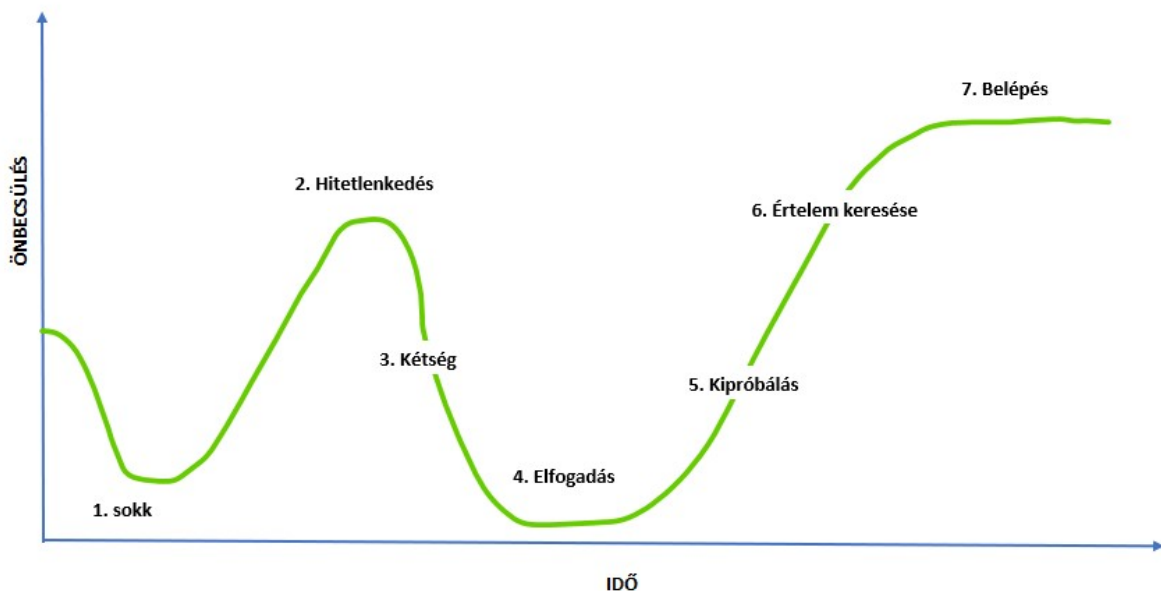 7. Belépés
2. Hitetlenkedés
6. Értelem keresése
ÖNBECSÜLÉS
3. Kétség
5. Kipróbálás
4. Elfogadás
1. sokk
IDŐ